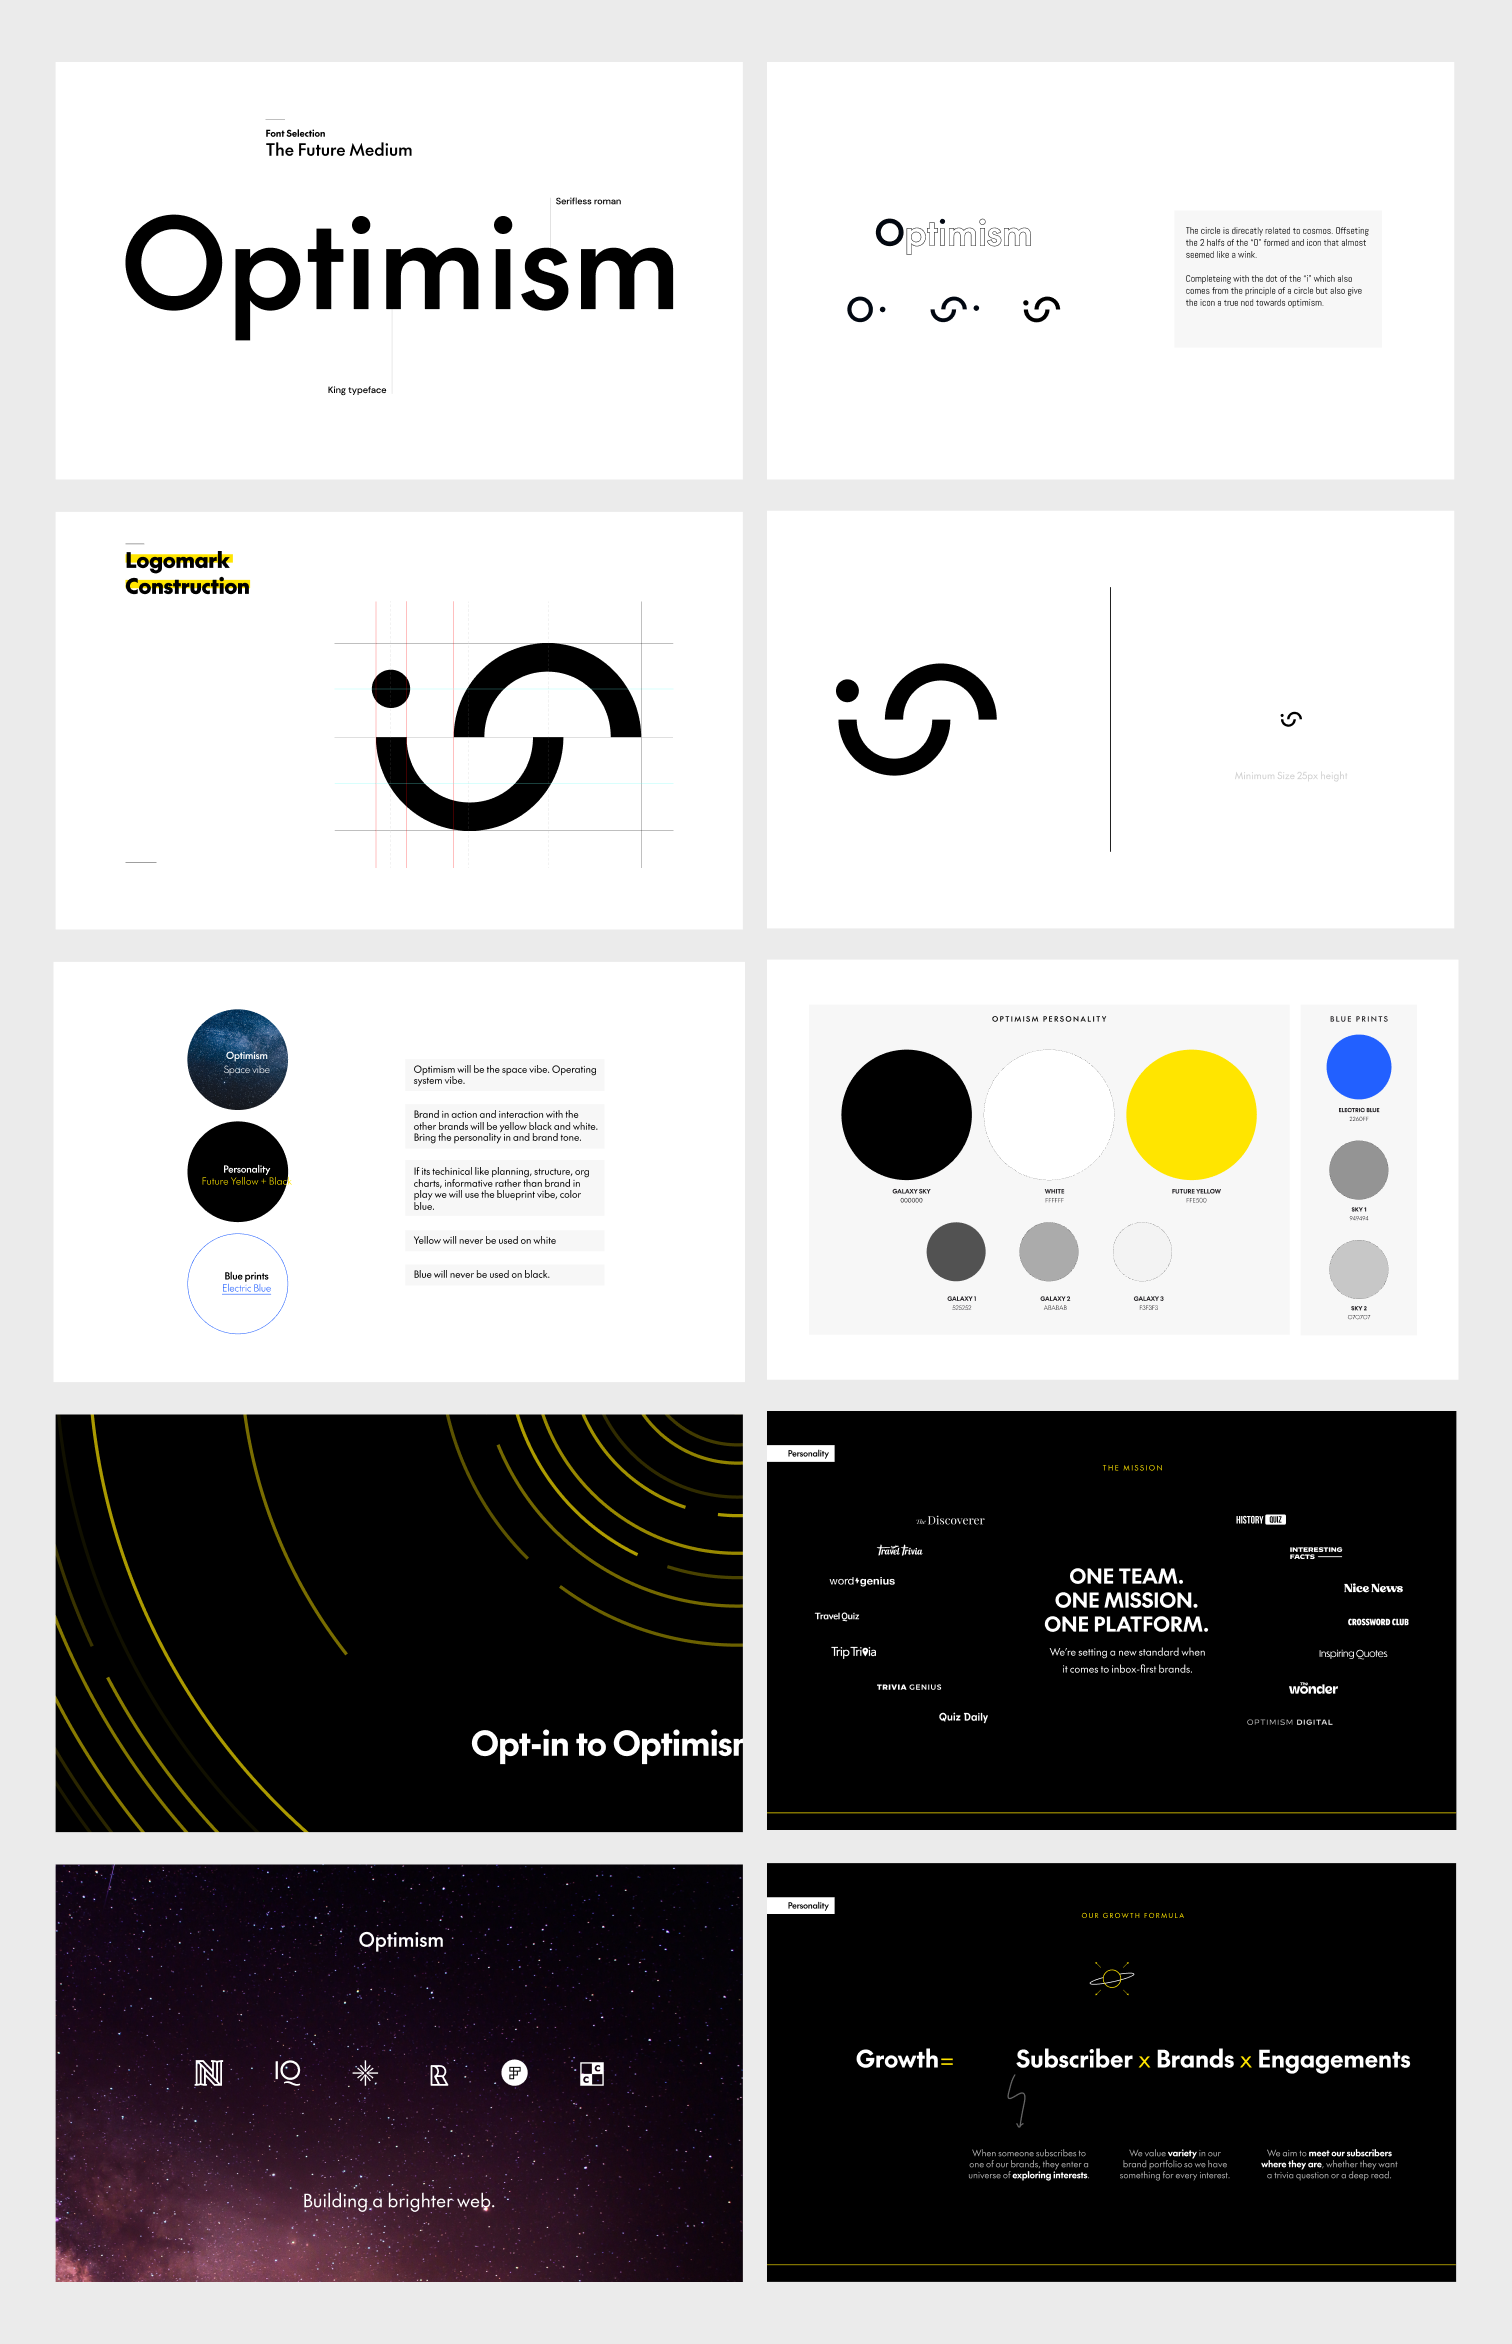 Font Selection
The Future Medium
Serifless roman
Optimism
King typeface
Optimism
The circle is direcatly related to cosmos. Offseting
the 2 halfs of the "O" formed and icon that almost
seemed like a wink.
Completeing with the dot of the "i" which also
comes from the principle of a circle but also give
the icon a true nod towards optimism.
Logomark
Construction
Minimum Size 25px height
Optimism
Space vibe
Personality
Future Yellow + Black
Blue prints
Electric Blue
Optimism will be the space vibe. Operating
system vibe.
Brand in action and interaction with the
other brands will be yellow black and white.
Bring the personality in and brand tone.
If its techinical like planning, structure, org
charts, informative rather than brand in
play we will use the blueprint vibe, color
blue.
Yellow will never be used on white
Blue will never be used on black.
OPTIMISM PERSONALITY
GALAXY SKY
000000
WHITE
FFFFFF
FUTURE YELLOW
FFE500
GALAXY 1
525252
GALAXY 2
ABABAB
GALAXY 3
F3F3F3
BLUE PRINTS
ELECTRIC BLUE
2260FF
SKY 1
949494
SKY 2
C7C7C7
Opt-in to Optimism
Personality
THE MISSION
The Discoverer
Travel Trivia
word genius
Travel Quiz
Trip Trivia
TRIVIA GENIUS
Quiz Daily
ONE TEAM.
ONE MISSION.
ONE PLATFORM.
We're setting a new standard when
it comes to inbox-first brands.
HISTORY QUIZ
INTERESTING
FACTS
Nice News
CROSSWORD CLUB
Inspiring Quotes
The
wonder
OPTIMISM DIGITAL
Optimism
N IQ R F C C
Building a brighter web.
Personality
OUR GROWTH FORMULA
Growth= Subscriber x Brands x Engagements
When someone subscribes to
one of our brands, they enter a
universe of exploring interests.
We value variety in our
brand portfolio so we have
something for every interest.
We aim to meet our subscribers
where they are, whether they want
a trivia question or a deep read.